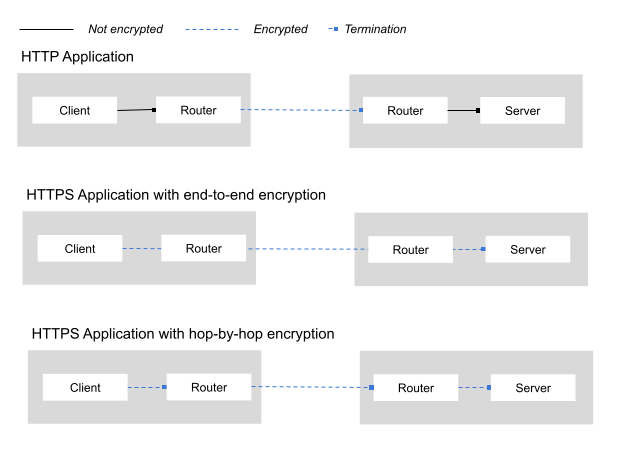 Not encrypted Encrypted Termination
HTTP Application
Client Router Router Server
HTTPS Application with end-to-end encryption
Client Router Router Server
HTTPS Application with hop-by-hop encryption
Client Router Router Server